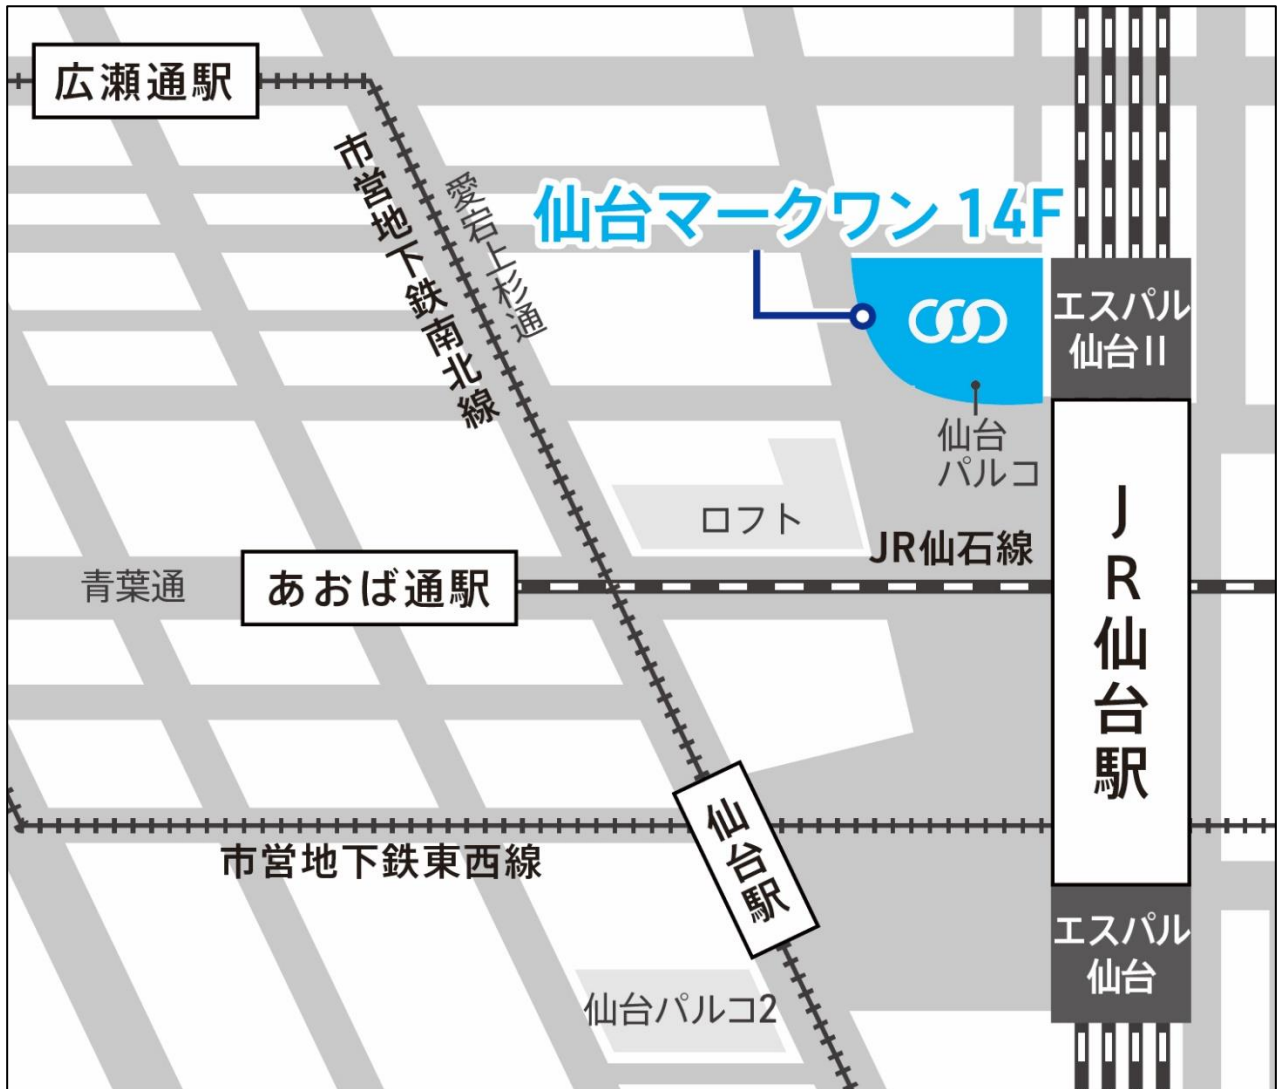 広瀬通駅
市営地下鉄南北線
愛宕上杉通
仙台マークワン 14F
エスパル
仙台II
仙台
パルコ
ロフト
JR仙石線
青葉通
あおば通駅
JR仙台駅
仙台駅
市営地下鉄東西線
エスパル
仙台
仙台パルコ2